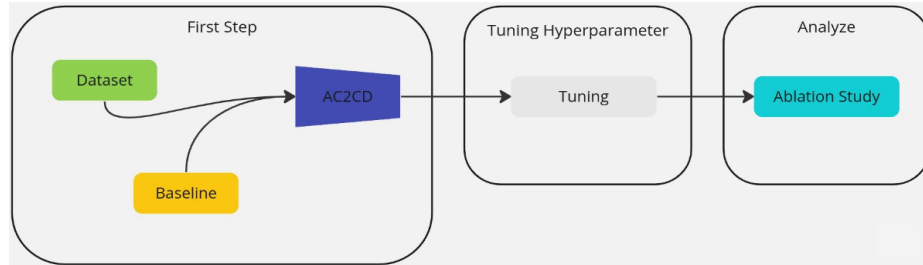 First Step
Dataset
AC2CD
Baseline
Tuning Hyperparameter
Tuning
Analyze
Ablation Study